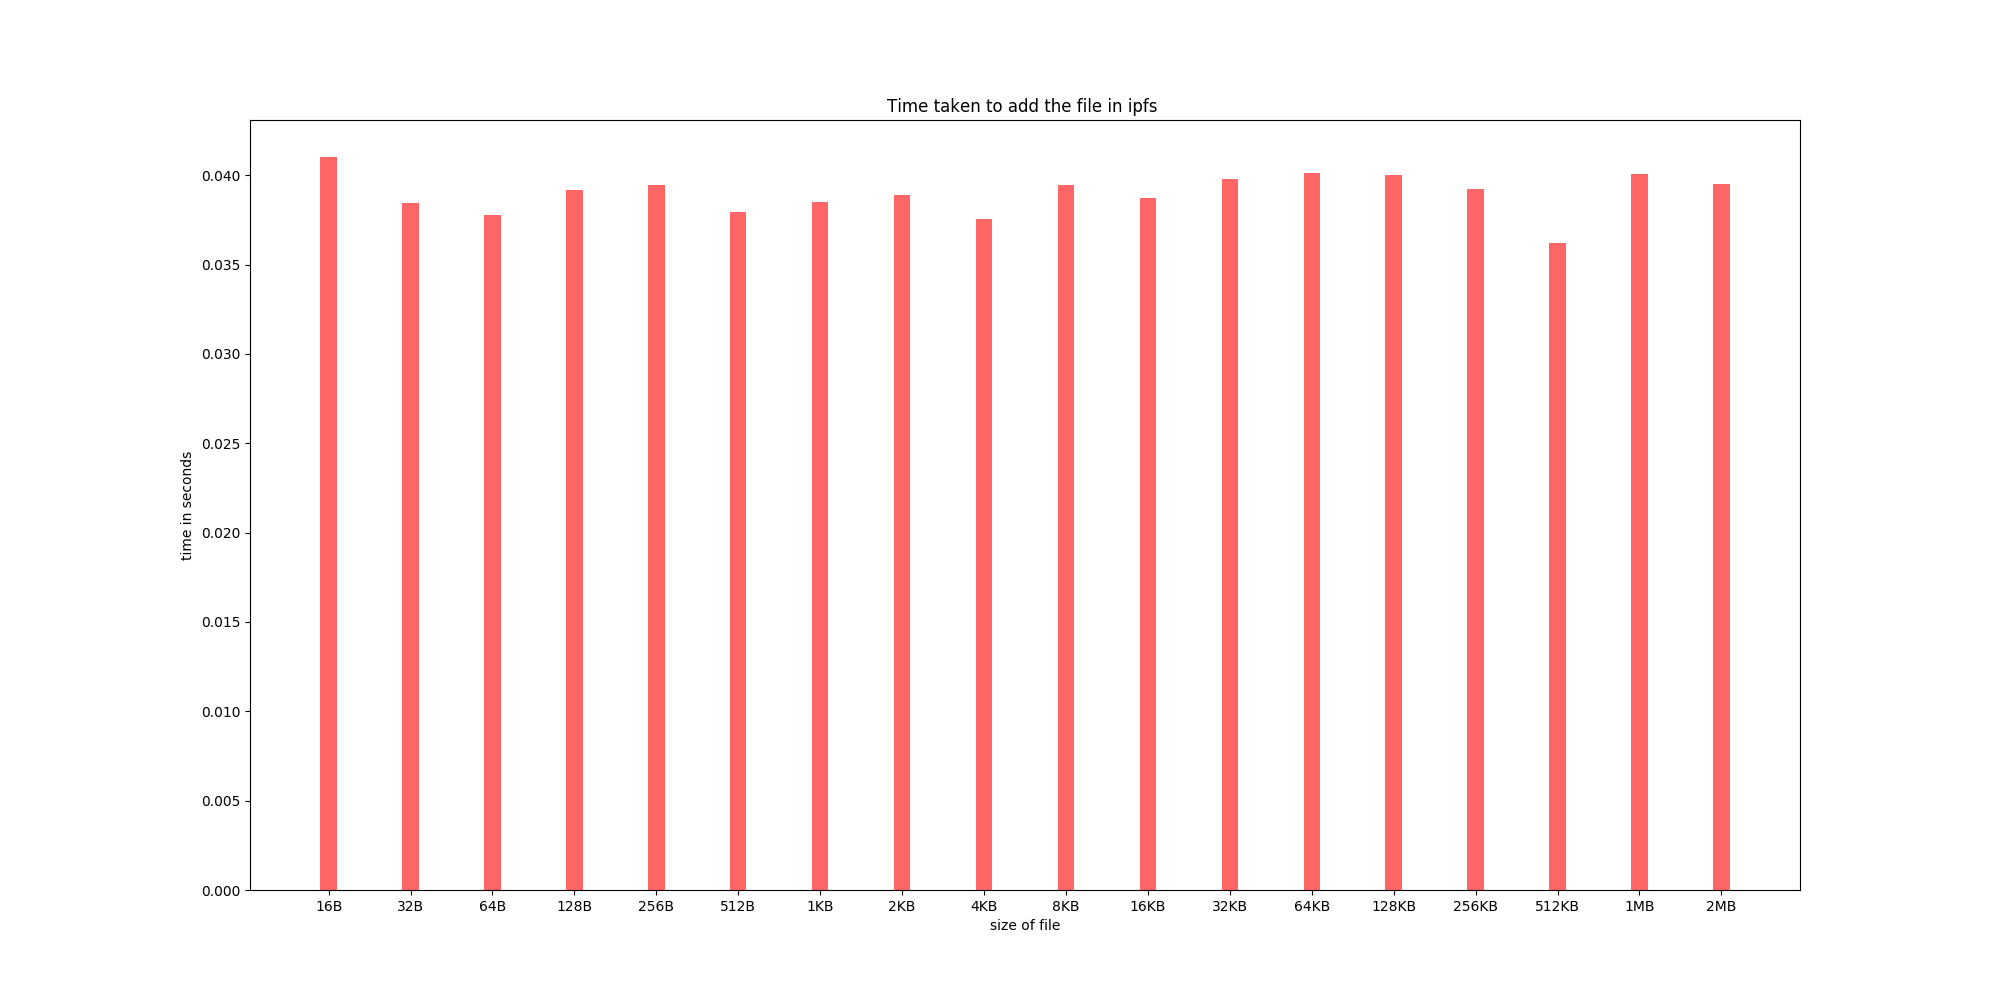 Time taken to add the file in ipfs
time in seconds
0.040
0.035
0.030
0.025
0.020
0.015
0.010
0.005
0.000
16B 32B 64B 128B 256B 512B 1KB 2KB 4KB 8KB 16KB 32KB 64KB 128KB 256KB 512KB 1MB 2MB
size of file